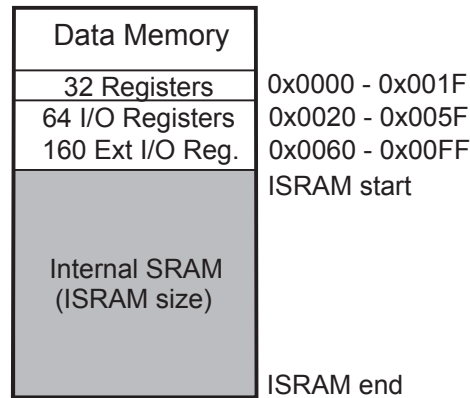 Data Memory
32 Registers 0x0000 - 0x001F
64 I/O Registers 0x0020 - 0x005F
160 Ext I/O Reg. 0x0060 - 0x00FF
ISRAM start
Internal SRAM
(ISRAM size)
ISRAM end